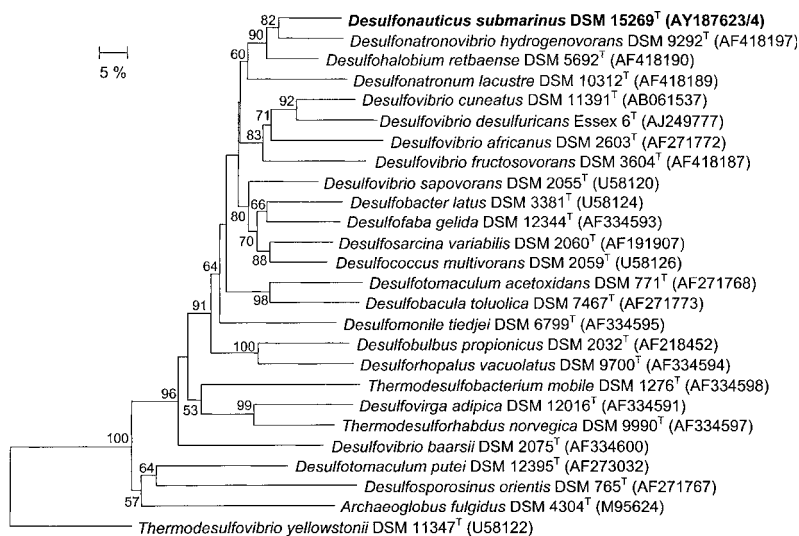 82
Desulfonauticus submarinus DSM 15269T (AY187623/4)
90
Desulfonatronovibrio hydrogenovorans DSM 9292T (AF418197)
60
Desulfohalobium retbaense DSM 5692T (AF418190)
5 %
Desulfonatronum lacustre DSM 10312T (AF418189)
92
Desulfovibrio cuneatus DSM 11391T (AB061537)
71
Desulfovibrio desulfuricans Essex 6T (AJ249777)
83
Desulfovibrio africanus DSM 2603T (AF271772)
Desulfovibrio fructosovorans DSM 3604T (AF418187)
Desulfovibrio sapovorans DSM 2055T (U58120)
66
Desulfobacter latus DSM 3381T (U58124)
80
Desulfofaba gelida DSM 12344T (AF334593)
70
Desulfosarcina variabilis DSM 2060T (AF191907)
88
Desulfococcus multivorans DSM 2059T (U58126)
64
Desulfotomaculum acetoxidans DSM 771T (AF271768)
98
Desulfobacula toluolica DSM 7467T (AF271773)
91
Desulfomonile tiedjei DSM 6799T (AF334595)
100
Desulfobulbus propionicus DSM 2032T (AF218452)
Desulforhopalus vacuolatus DSM 9700T (AF334594)
96
Thermodesulfobacterium mobile DSM 1276T (AF334598)
53
99
Desulfovirga adipica DSM 12016T (AF334591)
Thermodesulforhabdus norvegica DSM 9990T (AF334597)
100
Desulfovibrio baarsii DSM 2075T (AF334600)
64
Desulfotomaculum putei DSM 12395T (AF273032)
Desulfosporosinus orientis DSM 765T (AF271767)
57
Archaeoglobus fulgidus DSM 4304T (M95624)
Thermodesulfovibrio yellowstonii DSM 11347T (U58122)